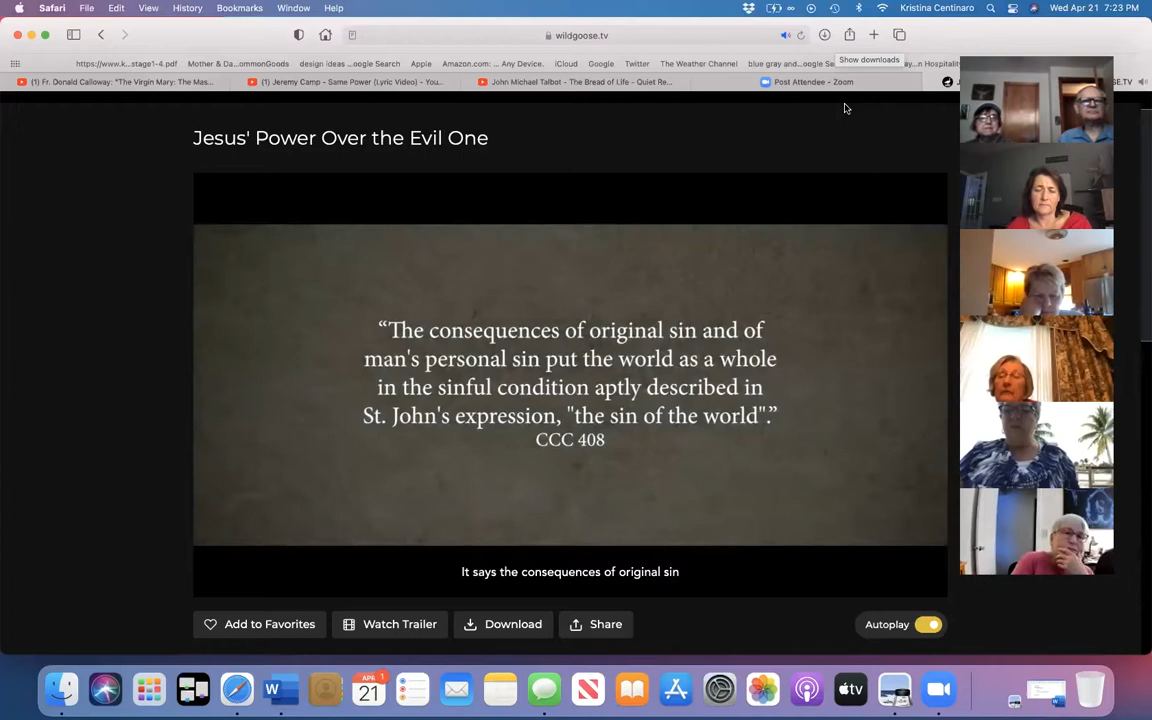 Safari File Edit View History Bookmarks Window Help
Kristina Centinaro Wed Apr 21 7:23 PM
wildgoose.tv
https://www.k...stage1-4.pdf Mother & Da...ommonGoods design ideas ...ogle Search Apple Amazon.com: ... Any Device. iCloud Google Twitter The Weather Channel blue gray and...ogle Se
Show downloads
(1) Fr. Donald Calloway: "The Virgin Mary: The Mas... (1) Jeremy Camp - Same Power (Lyric Video) - You... John Michael Talbot - The Bread of Life - Quiet Re... Post Attendee - Zoom
Jesus' Power Over the Evil One
“The consequences of original sin and of
man's personal sin put the world as a whole
in the sinful condition aptly described in
St. John's expression, "the sin of the world".”
CCC 408
It says the consequences of original sin
Add to Favorites Watch Trailer Download Share Autoplay
APR 1
21
W
tv